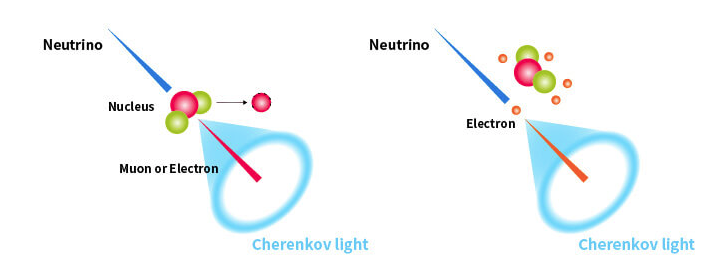 Neutrino
Nucleus
Muon or Electron
Cherenkov light
Neutrino
Electron
Cherenkov light